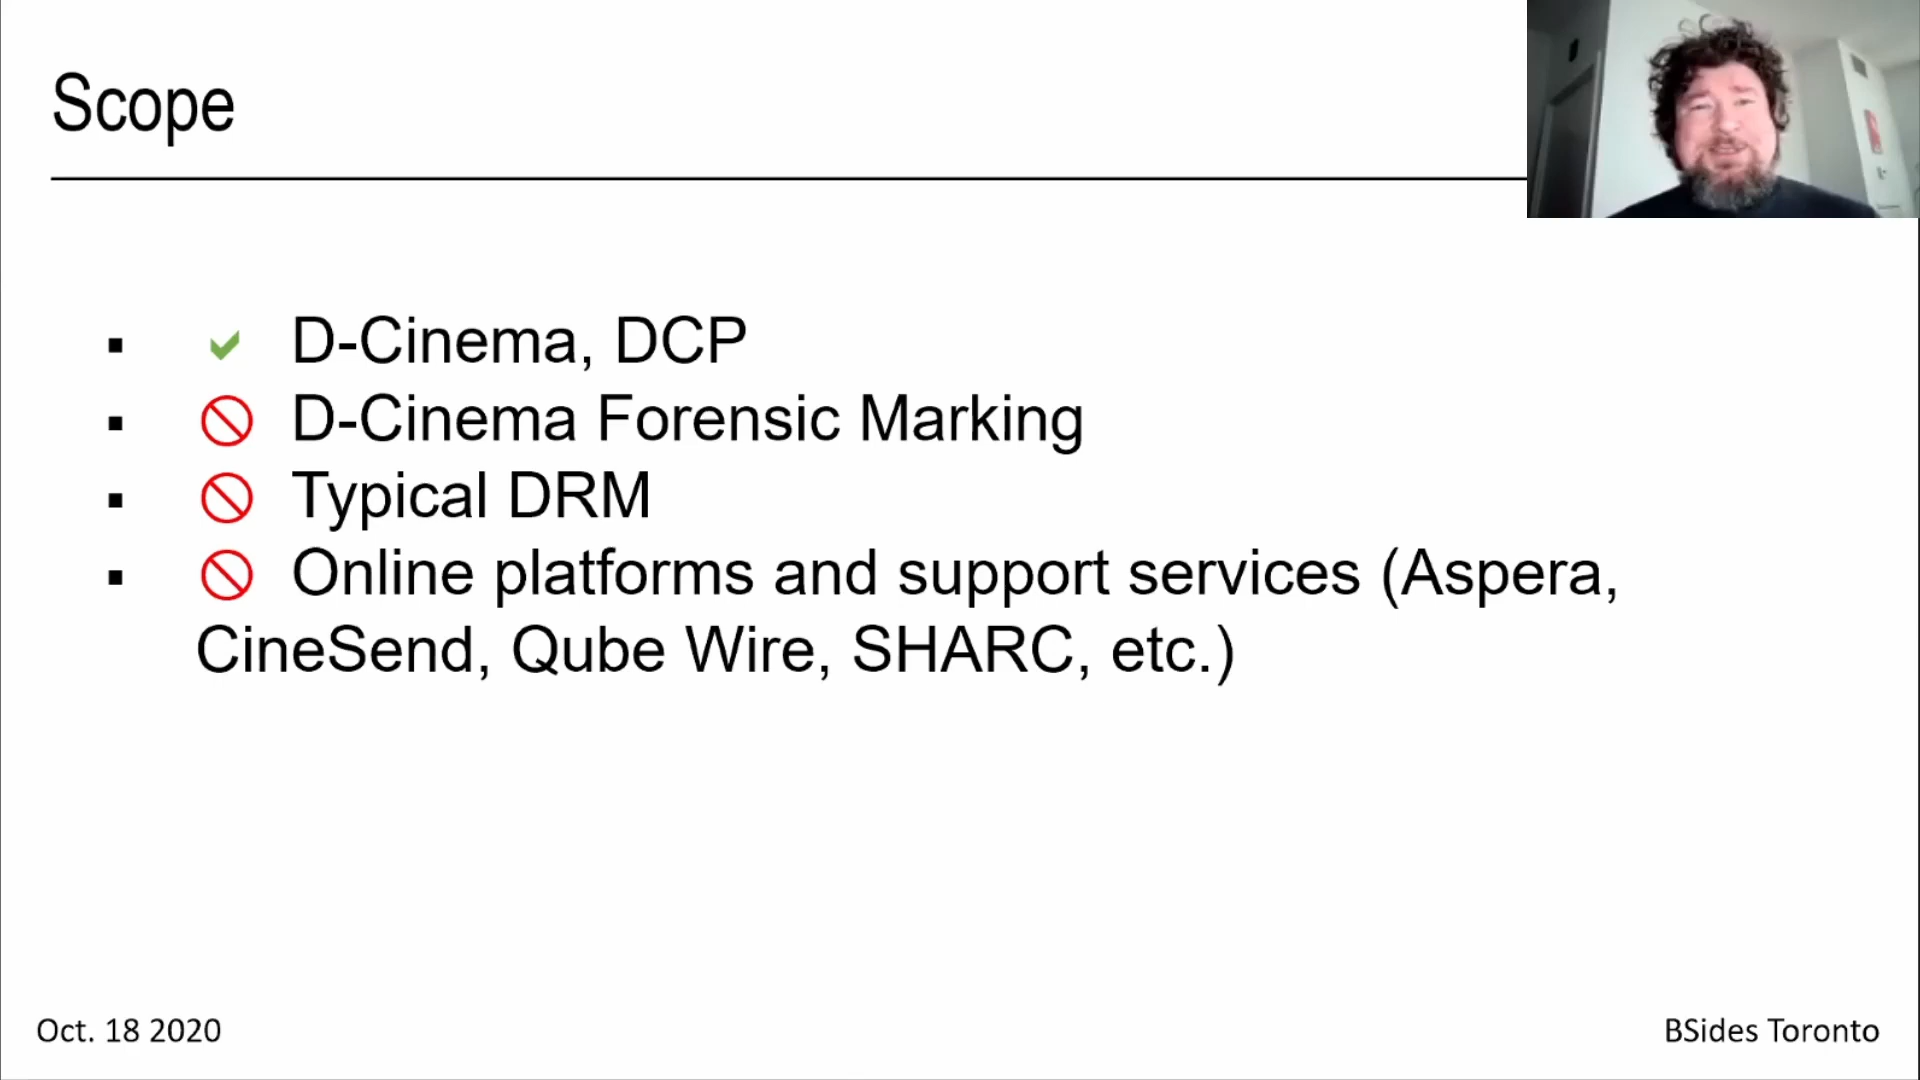 Scope
D-Cinema, DCP
D-Cinema Forensic Marking
Typical DRM
Online platforms and support services (Aspera,
CineSend, Qube Wire, SHARC, etc.)
Oct. 18 2020
BSides Toronto